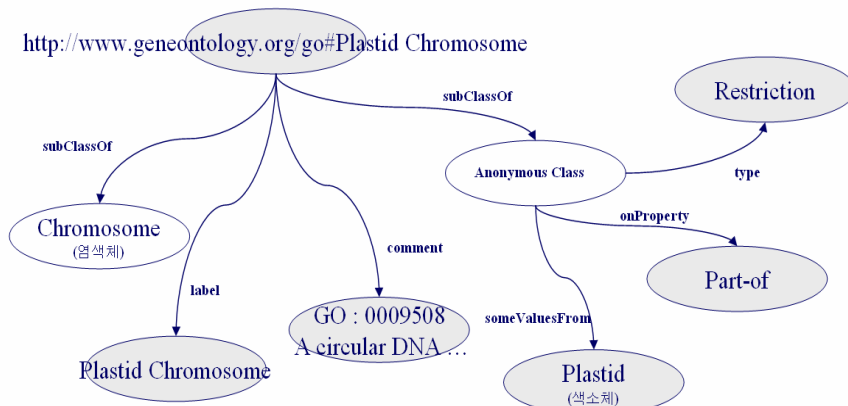 http://www.geneontology.org/go#Plastid Chromosome
subClassOf
subClassOf
Restriction
Anonymous Class
type
Chromosome
(염색체)
onProperty
comment
Part-of
label
GO : 0009508
A circular DNA ...
someValuesFrom
Plastid Chromosome
Plastid
(색소체)